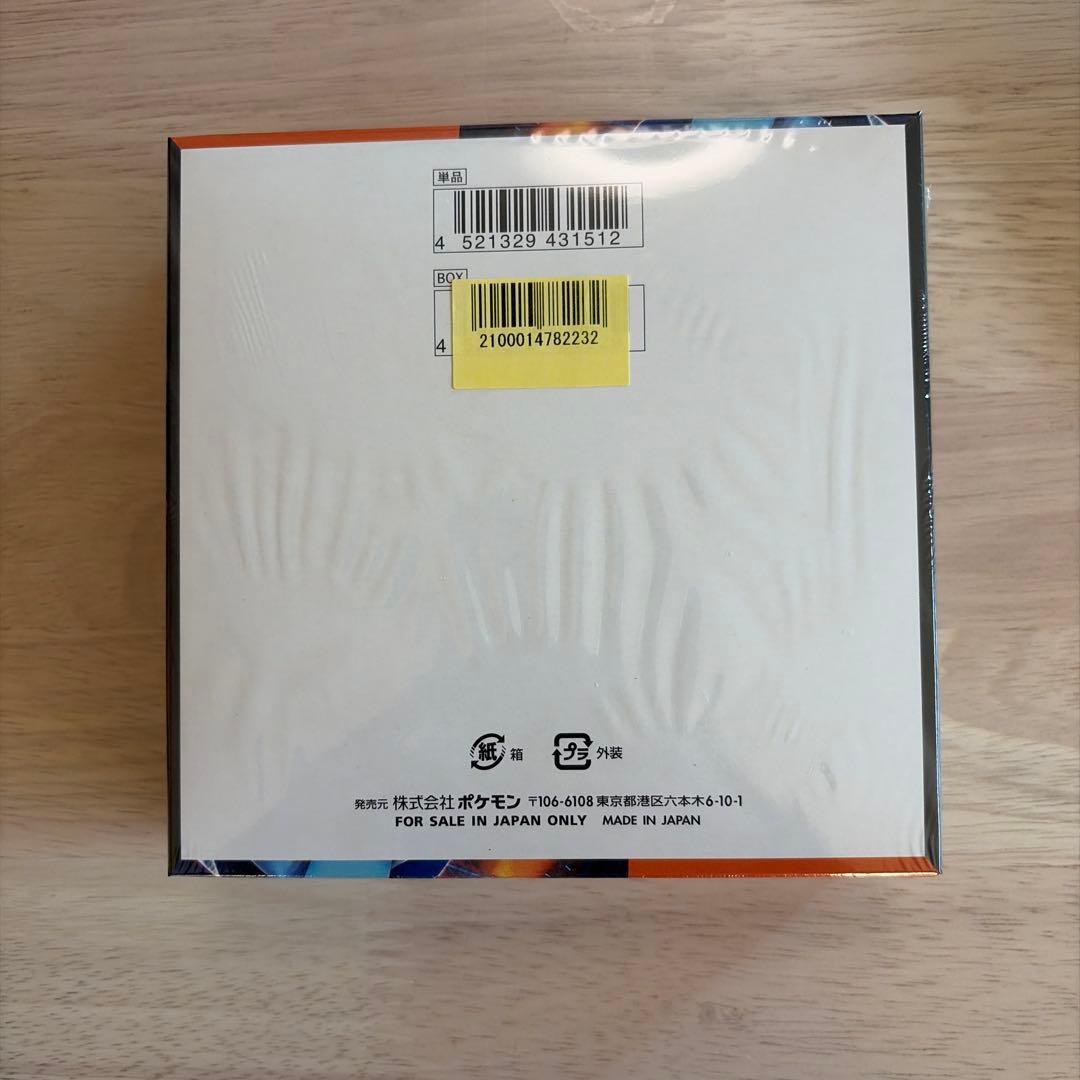 単品
4 521329 431512
BOX
4
2100014782232
紙 箱 プラ 外装
発売元 株式会社ポケモン 〒106-6108 東京都港区六本木6-10-1
FOR SALE IN JAPAN ONLY MADE IN JAPAN